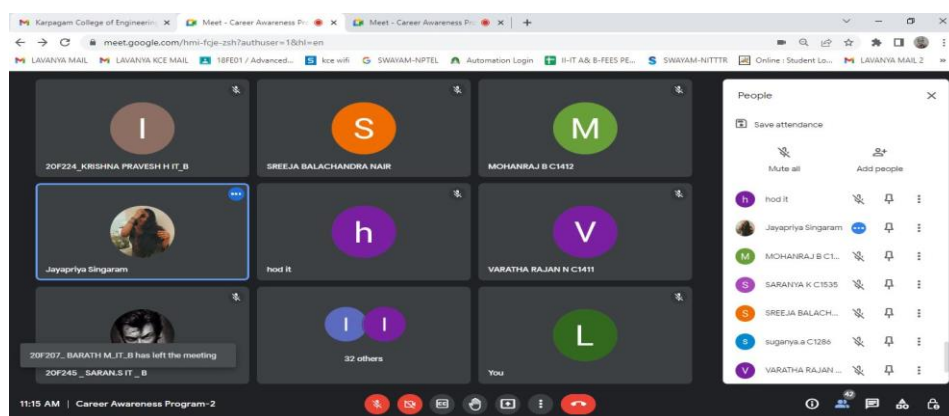 Karpagam College of Engineerin
Meet - Career Awareness Pro
Meet - Career Awareness Pro
meet.google.com/hmi-fcje-zsh?authuser=1&hl=en
LAVANYA MAIL LAVANYA KCE MAIL 18FE01 / Advanced... kce wifi SWAYAM-NPTEL Automation Login II-IT A& B-FEES PE... SWAYAM-NITTTR Online : Student Lo... LAVANYA MAIL 2 »
I
20F224_KRISHNA PRAVESH H IT_B
S
SREEJA BALACHANDRA NAIR
M
MOHANRAJ B C1412
Jayapriya Singaram
h
hod it
V
VARATHA RAJAN N C1411
20F207_ BARATH M_IT_B has left the meeting
20F245 _ SARAN.S IT _ B
I I
32 others
L
You
People
Save attendance
Mute all
Add people
h hod it
Jayapriya Singaram
M MOHANRAJ B C1...
S SARANYA K C1535
S SREEJA BALACH...
s suganya.a C1286
V VARATHA RAJAN ...
11:15 AM | Career Awareness Program-2
42